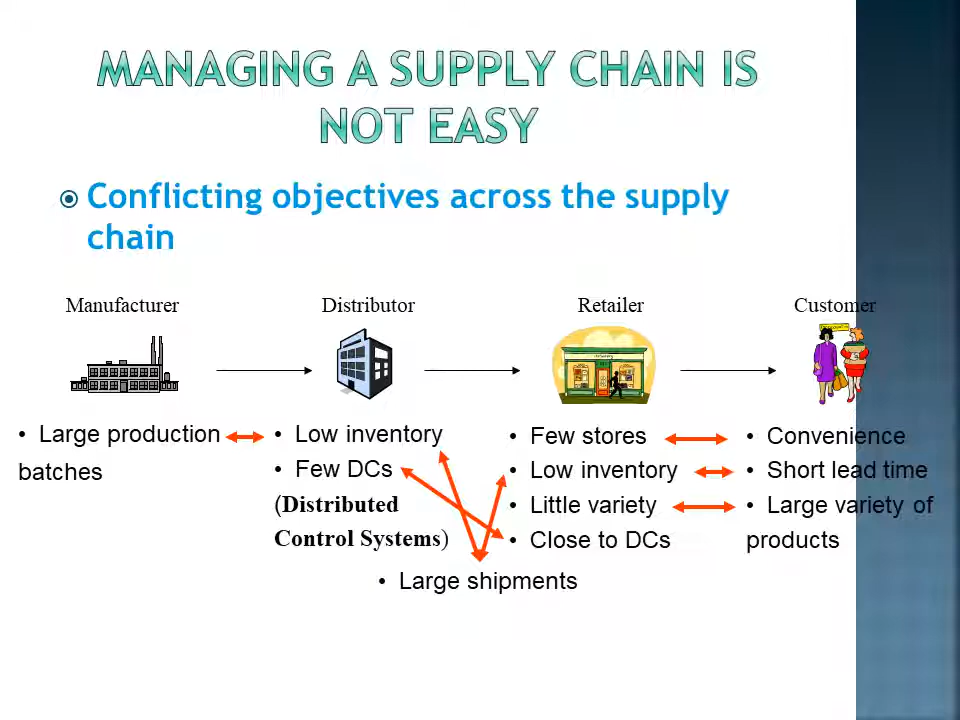 MANAGING A SUPPLY CHAIN IS
NOT EASY
Conflicting objectives across the supply
chain
Manufacturer
Distributor
Retailer
Customer
• Large production
batches
• Low inventory
• Few DCs
(Distributed
Control Systems)
• Few stores
• Low inventory
• Little variety
• Close to DCs
• Convenience
• Short lead time
• Large variety of
products
• Large shipments